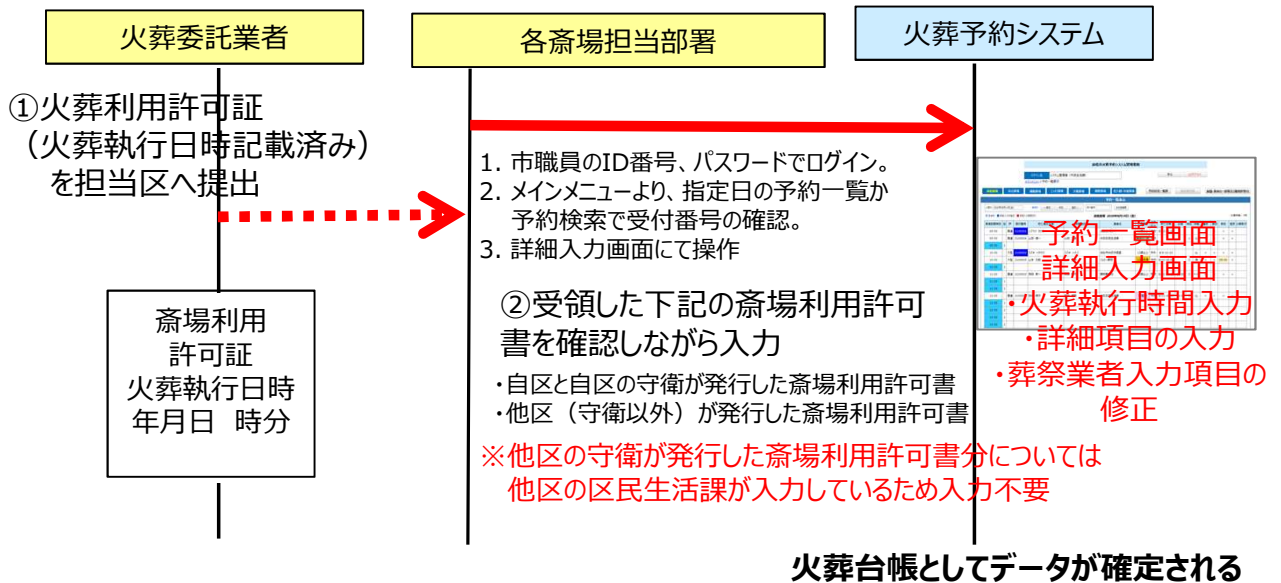 火葬委託業者
各斎場担当部署
火葬予約システム
①火葬利用許可証
（火葬執行日時記載済み）
を担当区へ提出
1. 市職員のID番号、パスワードでログイン。
2. メインメニューより、指定日の予約一覧か
予約検索で受付番号の確認。
3. 詳細入力画面にて操作
予約一覧画面
詳細入力画面
・火葬執行時間入力
・詳細項目の入力
・葬祭業者入力項目の
修正
斎場利用
許可証
火葬執行日時
年月日 時分
②受領した下記の斎場利用許可
書を確認しながら入力
・自区と自区の守衛が発行した斎場利用許可書
・他区（守衛以外）が発行した斎場利用許可書
※他区の守衛が発行した斎場利用許可書分については
他区の区民生活課が入力しているため入力不要
火葬台帳としてデータが確定される